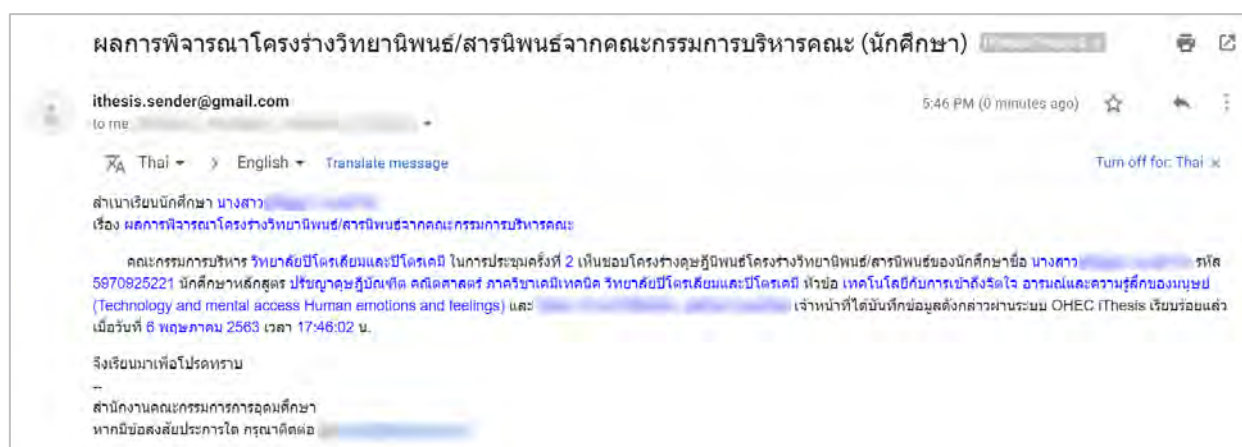 ผลการพิจารณาโครงร่างวิทยานิพนธ์/สารนิพนธ์จากคณะกรรมการบริหารคณะ (นักศึกษา)
ithesis.sender@gmail.com 5:46 PM (0 minutes ago)
to me
Thai > English Translate message Turn off for: Thai ×
สำเนาเรียนนักศึกษา นางสาว
เรื่อง ผลการพิจารณาโครงร่างวิทยานิพนธ์/สารนิพนธ์จากคณะกรรมการบริหารคณะ
คณะกรรมการบริหาร วิทยาลัยปิโตรเลียมและปิโตรเคมี ในการประชุมครั้งที่ 2 เห็นชอบโครงร่างดุษฎีนิพนธ์โครงร่างวิทยานิพนธ์/สารนิพนธ์ของนักศึกษาชื่อ นางสาว รหัส
5970925221 นักศึกษาหลักสูตร ปรัชญาดุษฎีบัณฑิต คณิตศาสตร์ ภาควิชาเคมีเทคนิค วิทยาลัยปิโตรเลียมและปิโตรเคมี หัวข้อ เทคโนโลยีกับการเข้าถึงจิตใจ อารมณ์และความรู้สึกของมนุษย์
(Technology and mental access Human emotions and feelings) และ เจ้าหน้าที่ได้บันทึกข้อมูลดังกล่าวผ่านระบบ OHEC iThesis เรียบร้อยแล้ว
เมื่อวันที่ 6 พฤษภาคม 2563 เวลา 17:46:02 น.
จึงเรียนมาเพื่อโปรดทราบ
--
สำนักงานคณะกรรมการการอุดมศึกษา
หากมีข้อสงสัยประการใด กรุณาติดต่อ